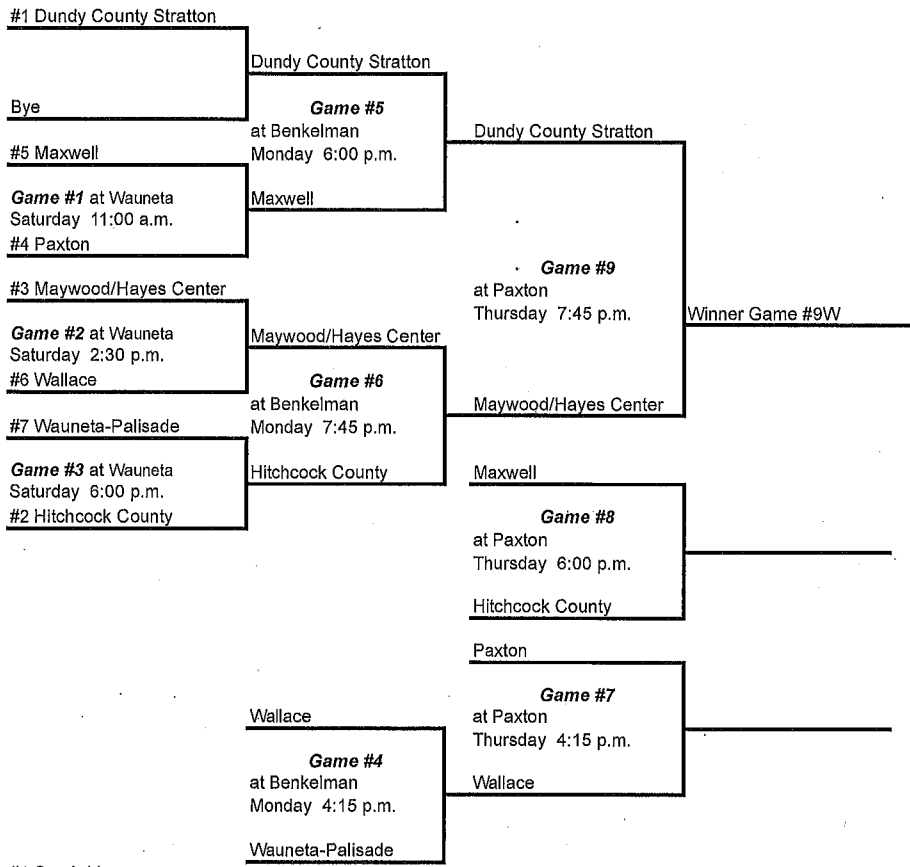 #1 Dundy County Stratton
Dundy County Stratton
Bye
Game #5
at Benkelman
Monday 6:00 p.m.
Dundy County Stratton
#5 Maxwell
Game #1 at Wauneta
Saturday 11:00 a.m.
Maxwell
#4 Paxton
Game #9
at Paxton
Thursday 7:45 p.m.
Winner Game #9W
#3 Maywood/Hayes Center
Game #2 at Wauneta
Saturday 2:30 p.m.
Maywood/Hayes Center
#6 Wallace
Game #6
at Benkelman
Monday 7:45 p.m.
Maywood/Hayes Center
#7 Wauneta-Palisade
Game #3 at Wauneta
Saturday 6:00 p.m.
Hitchcock County
#2 Hitchcock County
Maxwell
Game #8
at Paxton
Thursday 6:00 p.m.
Hitchcock County
Paxton
Game #7
at Paxton
Thursday 4:15 p.m.
Wallace
Wallace
Game #4
at Benkelman
Monday 4:15 p.m.
Wauneta-Palisade